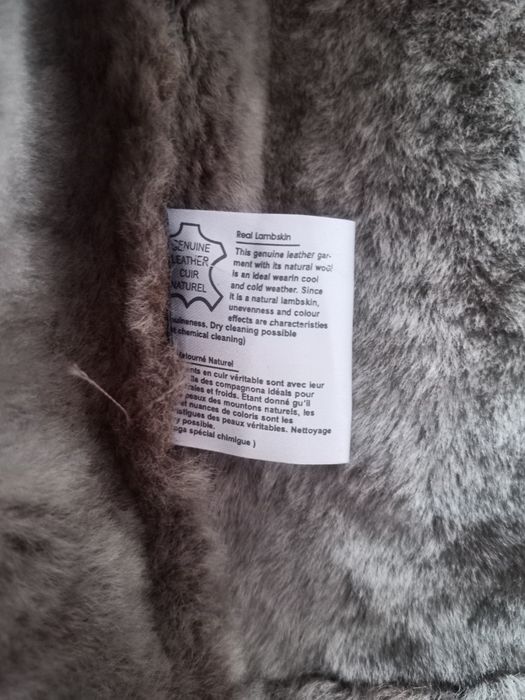 GENUINE
LEATHER
CUIR
NATUREL
Real Lambskin
This genuine leather gar-
ment with its natural wool
is an ideal wearin cool
and cold weather. Since
it is a natural lambskin,
unevenness and colour
effects are characteristics
Dry cleaning possible
chemical cleaning)
Naturel
en cuir véritable sont avec leur
des compagnona idéals pour
et froids. Étant donné qu'il
peaux des mountons naturels, les
et nuances de coloris sont les
des peaux véritables. Nettoyage
possible.
spécial chimigue )